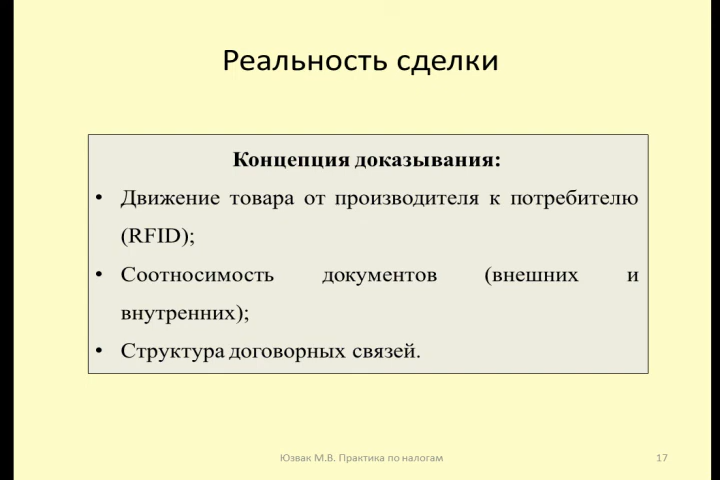 Реальность сделки
Концепция доказывания:
• Движение товара от производителя к потребителю
(RFID);
• Соотносимость документов (внешних и
внутренних);
• Структура договорных связей.
Юзвак М.В. Практика по налогам
17